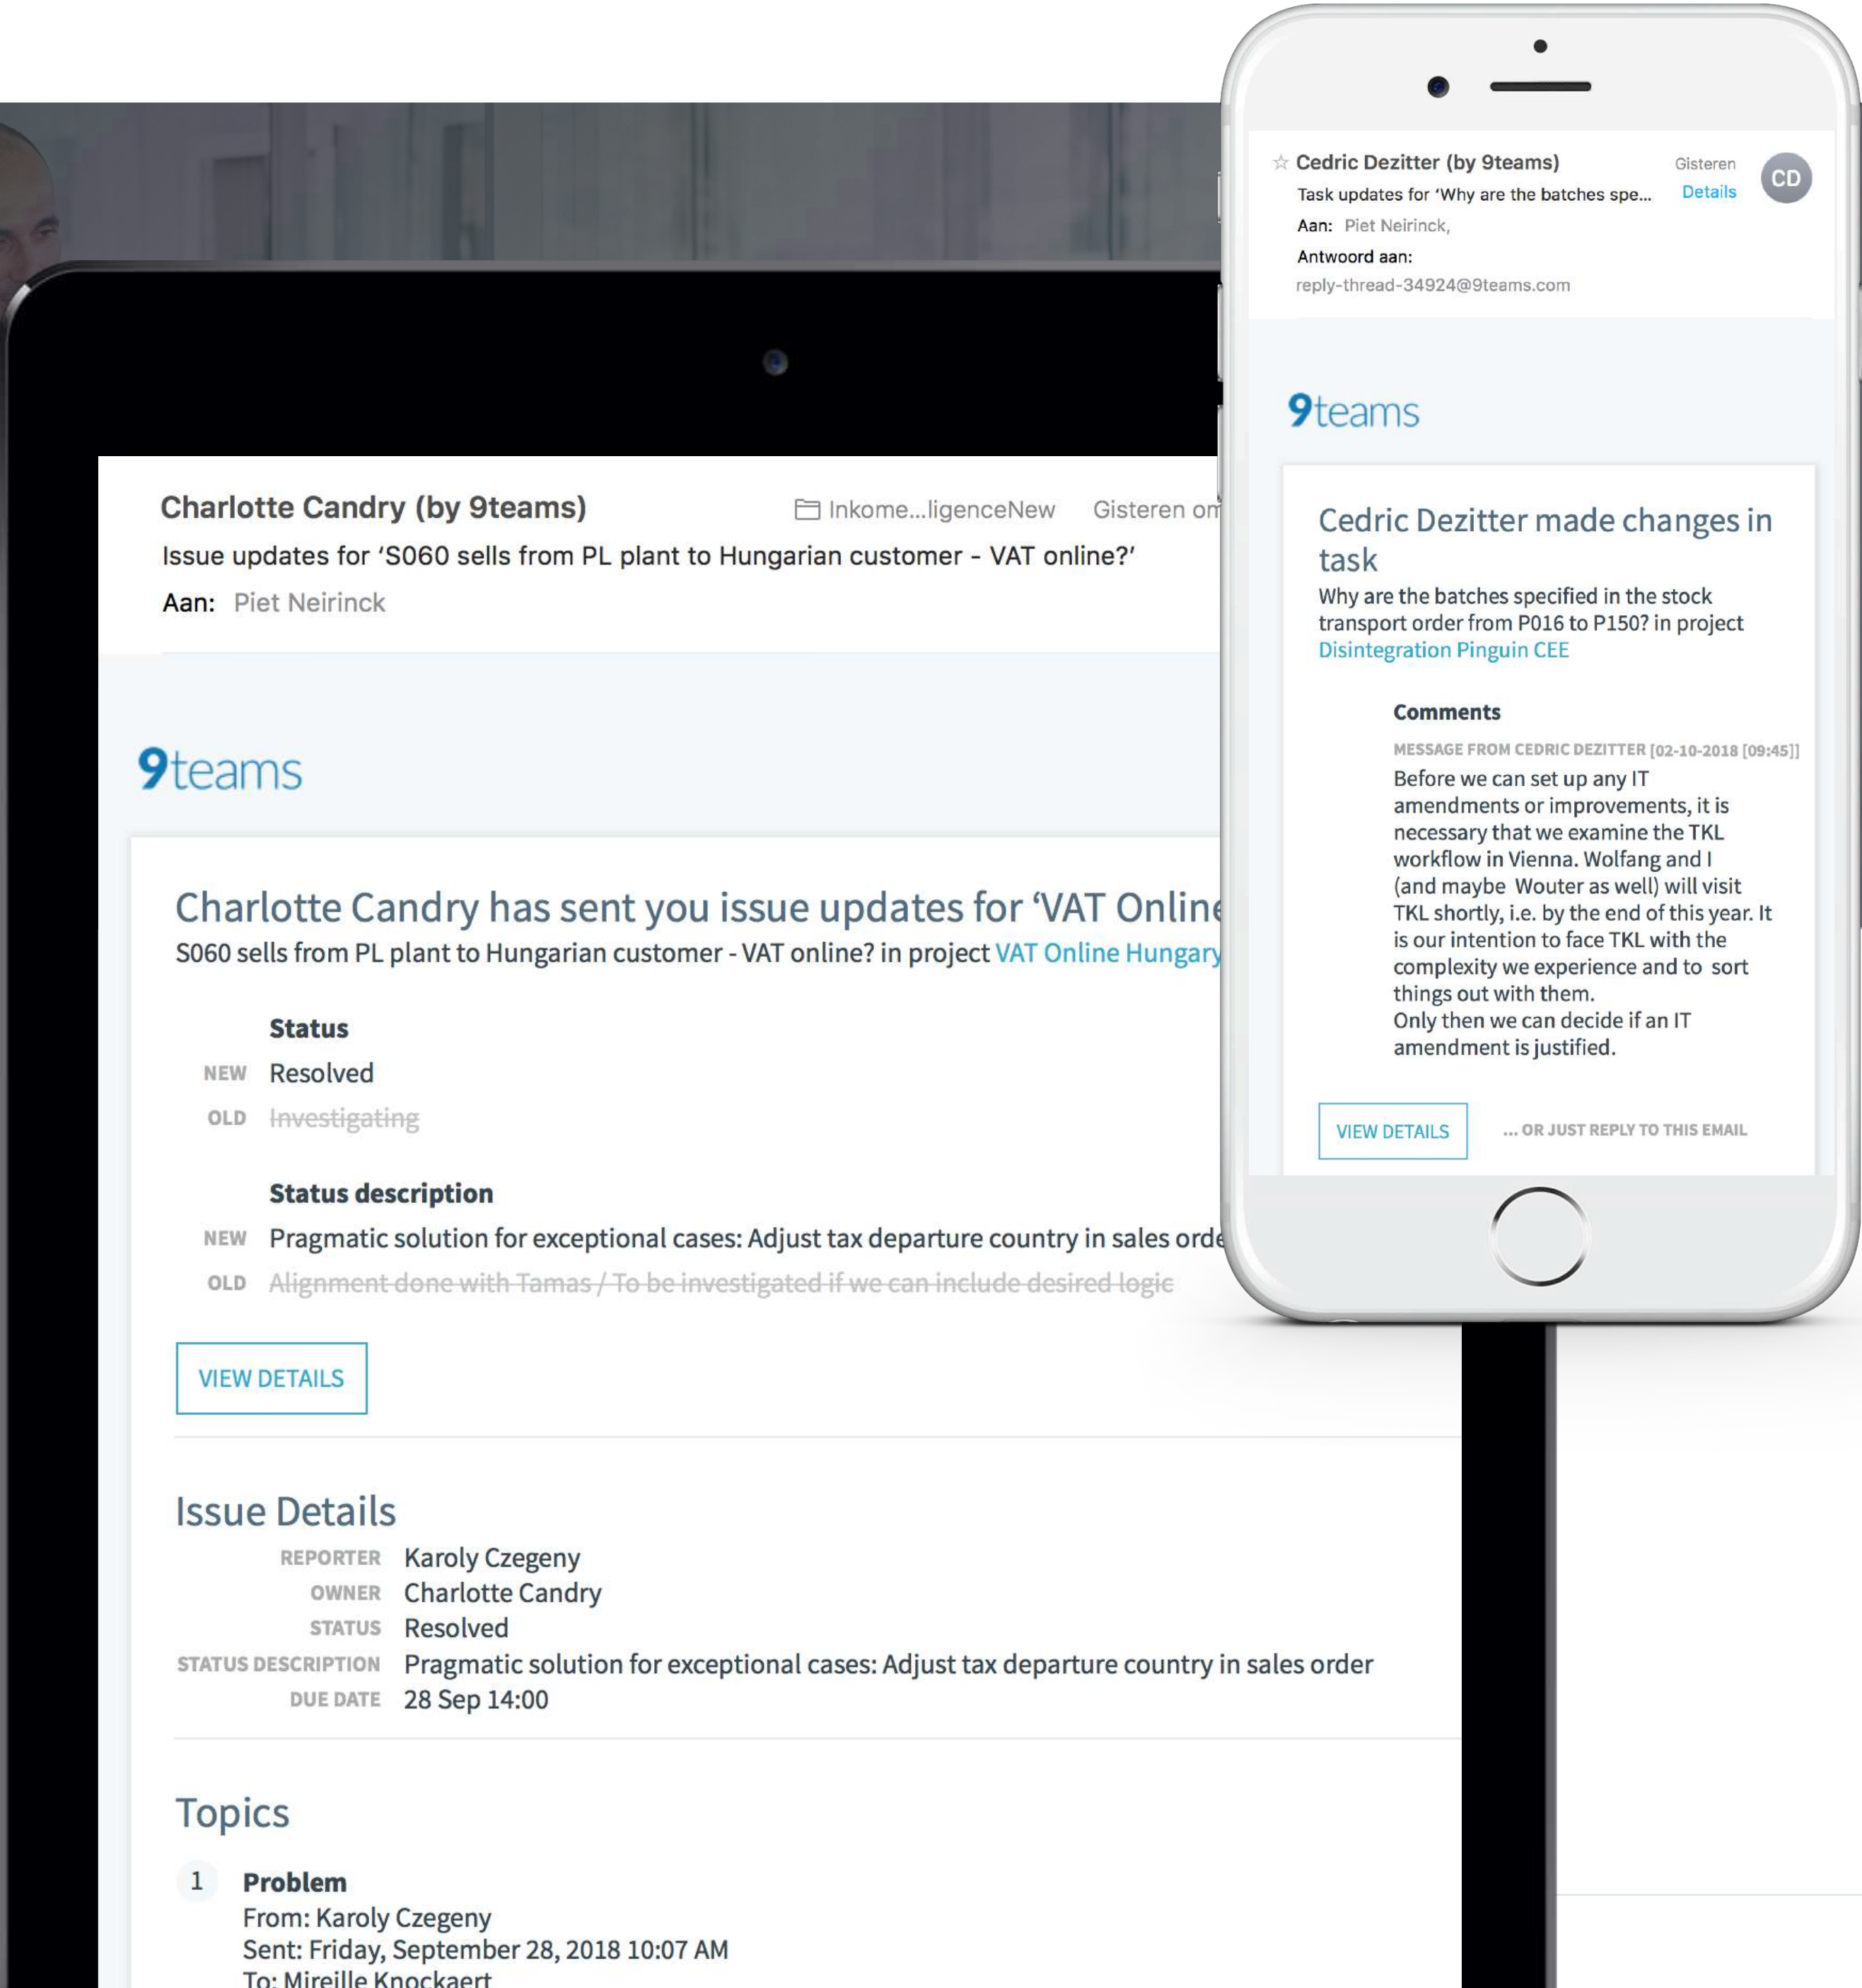 Charlotte Candry (by 9teams)
Inkome...ligenceNew
Gisteren om
Issue updates for ‘S060 sells from PL plant to Hungarian customer - VAT online?’
Aan: Piet Neirinck
9teams
Charlotte Candry has sent you issue updates for ‘VAT Online
S060 sells from PL plant to Hungarian customer - VAT online? in project VAT Online Hungary
Status
NEW Resolved
OLD Investigating
Status description
NEW Pragmatic solution for exceptional cases: Adjust tax departure country in sales orde
OLD Alignment done with Tamas / To be investigated if we can include desired logic
VIEW DETAILS
Issue Details
REPORTER Karoly Czegeny
OWNER Charlotte Candry
STATUS Resolved
STATUS DESCRIPTION Pragmatic solution for exceptional cases: Adjust tax departure country in sales order
DUE DATE 28 Sep 14:00
Topics
1 Problem
From: Karoly Czegeny
Sent: Friday, September 28, 2018 10:07 AM
To: Mireille Knockaert
☆ Cedric Dezitter (by 9teams)
Gisteren
CD
Task updates for ‘Why are the batches spe...
Details
Aan: Piet Neirinck,
Antwoord aan:
reply-thread-34924@9teams.com
9teams
Cedric Dezitter made changes in
task
Why are the batches specified in the stock
transport order from P016 to P150? in project
Disintegration Pinguin CEE
Comments
MESSAGE FROM CEDRIC DEZITTER [02-10-2018 [09:45]]
Before we can set up any IT
amendments or improvements, it is
necessary that we examine the TKL
workflow in Vienna. Wolfang and I
(and maybe Wouter as well) will visit
TKL shortly, i.e. by the end of this year. It
is our intention to face TKL with the
complexity we experience and to sort
things out with them.
Only then we can decide if an IT
amendment is justified.
VIEW DETAILS
... OR JUST REPLY TO THIS EMAIL